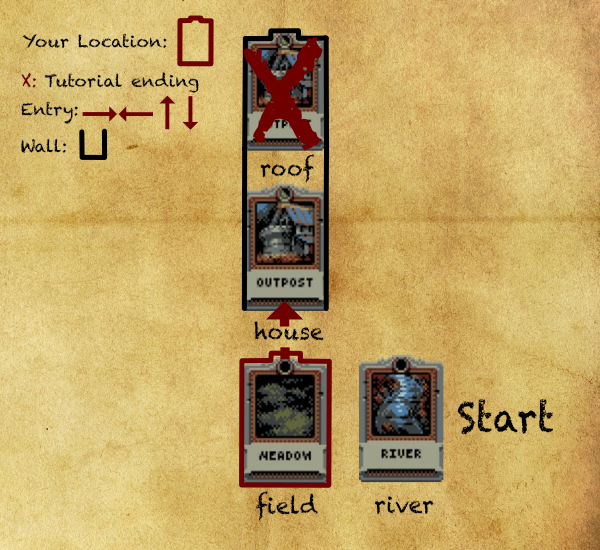 Your Location:
X: Tutorial ending
Entry:
Wall:
roof
OUTPOST
house
MEADOW
RIVER
Start
field
river